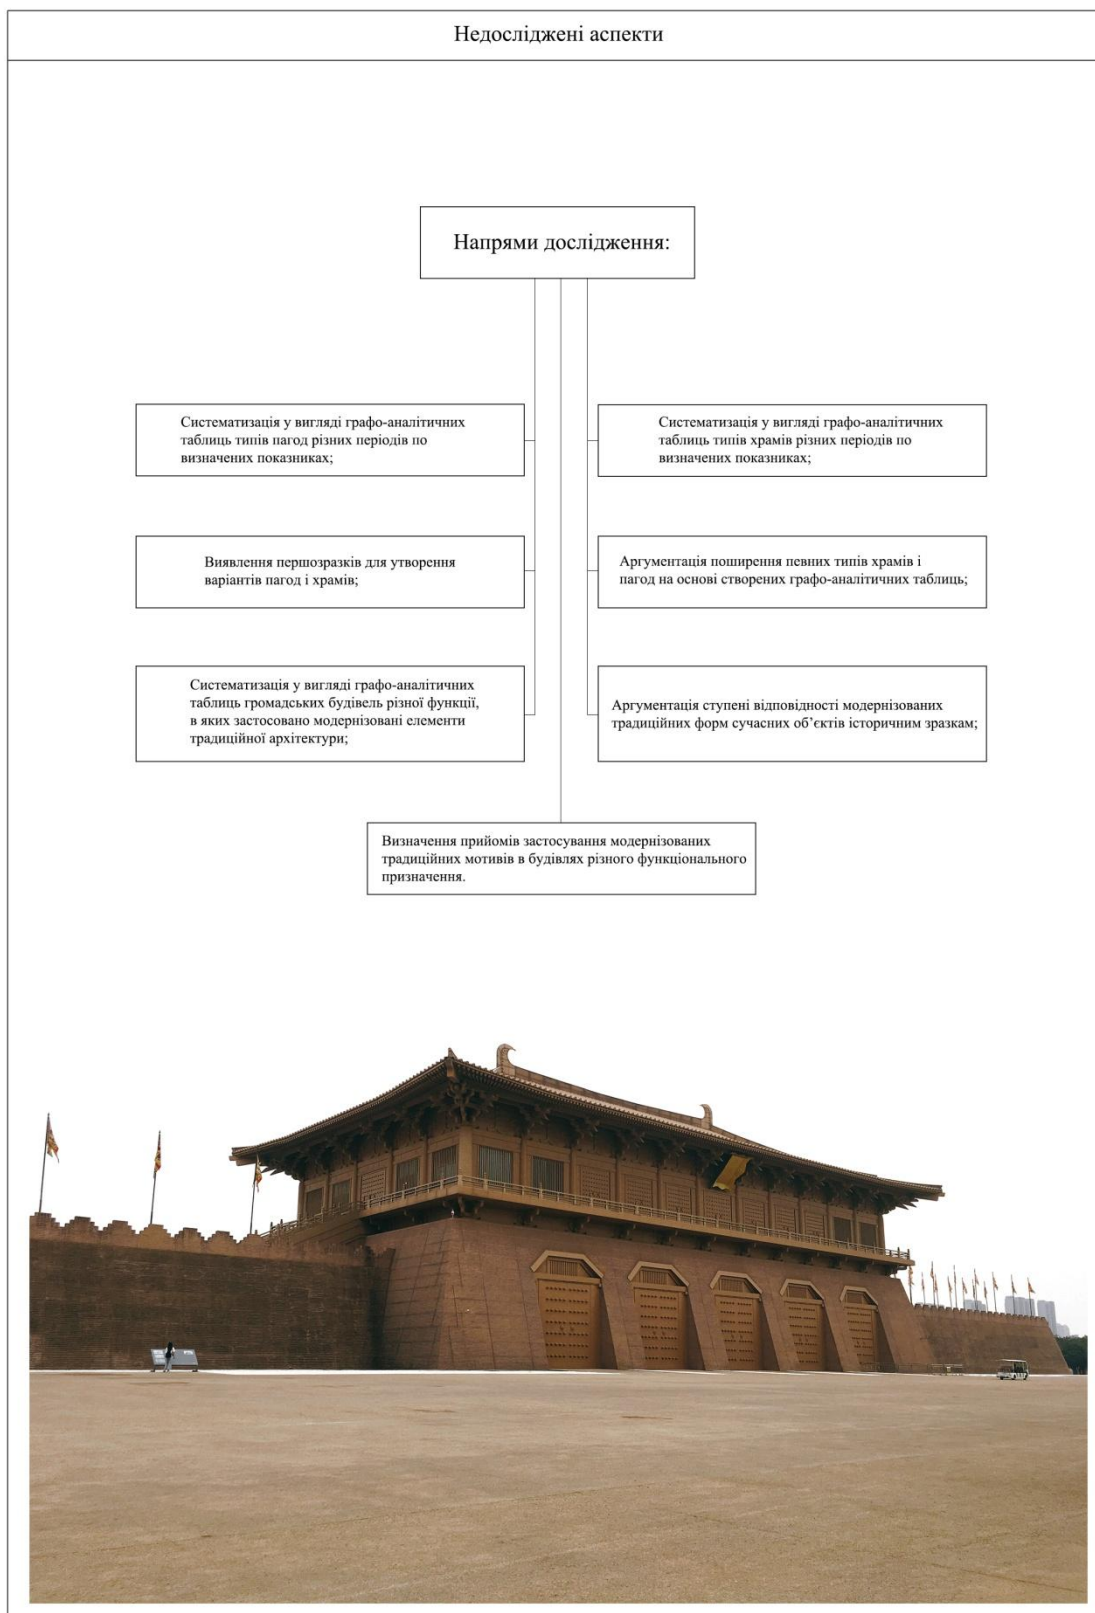 Недосліджені аспекти
Напрями дослідження:
Систематизація у вигляді графо-аналітичних
таблиць типів пагод різних періодів по
визначених показниках;
Систематизація у вигляді графо-аналітичних
таблиць типів храмів різних періодів по
визначених показниках;
Виявлення першозразків для утворення
варіантів пагод і храмів;
Аргументація поширення певних типів храмів і
пагод на основі створених графо-аналітичних таблиць;
Систематизація у вигляді графо-аналітичних
таблиць громадських будівель різної функції,
в яких застосовано модернізовані елементи
традиційної архітектури;
Аргументація ступені відповідності модернізованих
традиційних форм сучасних об’єктів історичним зразкам;
Визначення прийомів застосування модернізованих
традиційних мотивів в будівлях різного функціонального
призначення.